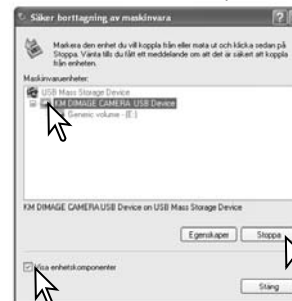 Säker borttagning av maskinvara
Markera den enhet du vill koppla från eller mata ut och klicka sedan på
Stoppa. Vänta tills du fått ett meddelande om att det är säkert att koppla
från enheten.
Maskinvaruenheter:
USB Mass Storage Device
KM DIMAGE CAMERA USB Device
Generic volume - (E:)
KM DIMAGE CAMERA USB Device on USB Mass Storage Device
Egenskaper Stoppa
Visa enhetskomponenter
Stäng